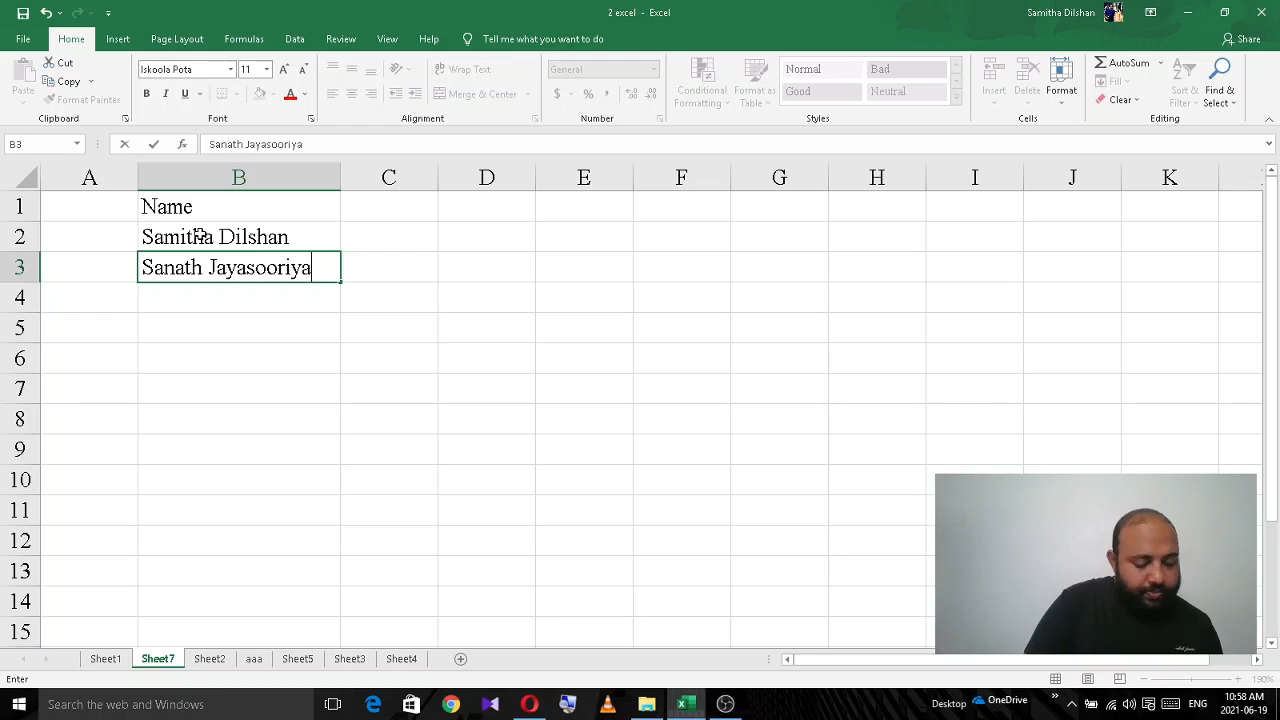 2 excel - Excel
Samitha Dilshan
File Home Insert Page Layout Formulas Data Review View Help Tell me what you want to do Share
Paste
Cut
Copy
Format Painter
Clipboard
Iskoola Pota 11
B I U
Font
Wrap Text
Merge & Center
Alignment
General
$ % ,
Number
Conditional Formatting
Format as Table
Normal Bad
Good Neutral
Styles
Insert Delete Format
Cells
AutoSum
Fill
Clear
Sort & Filter
Find & Select
Editing
B3 fx Sanath Jayasooriya
A B C D E F G H I J K
1 Name
2 Samitha Dilshan
3 Sanath Jayasooriya
4
5
6
7
8
9
10
11
12
13
14
15
Sheet1 Sheet7 Sheet2 aaa Sheet5 Sheet3 Sheet4
Enter
190%
Search the web and Windows
Desktop
OneDrive
ENG
10:58 AM
2021-06-19